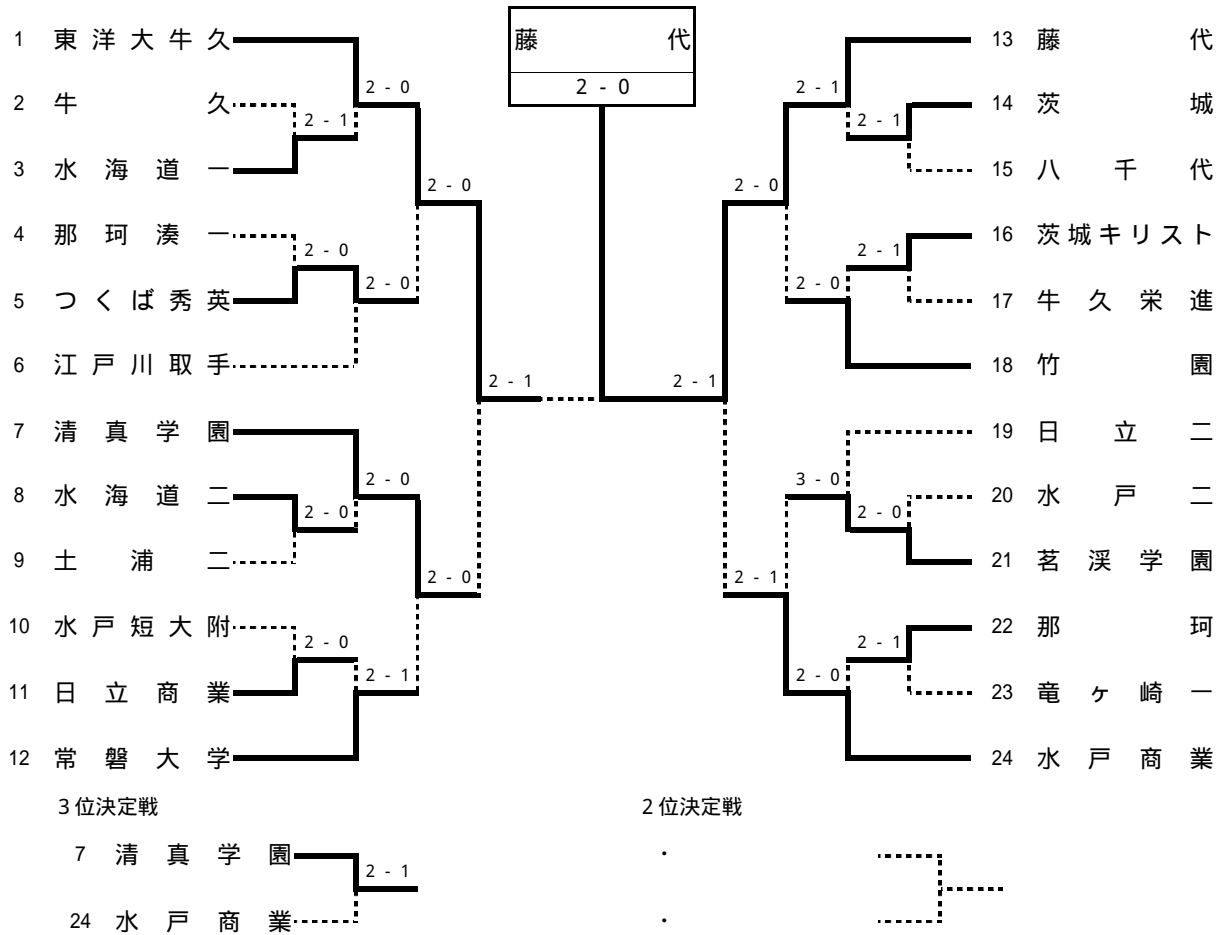 藤代
2 - 0
1 東洋大牛久
2 牛久
3 水海道一
4 那珂湊一
5 つくば秀英
6 江戸川取手
7 清真学園
8 水海道二
9 土浦二
10 水戸短大附
11 日立商業
12 常磐大学
2 - 0
2 - 1
2 - 0
2 - 0
2 - 0
2 - 1
2 - 0
2 - 0
2 - 0
2 - 0
2 - 1
13 藤代
14 茨城
15 八千代
16 茨城キリスト
17 牛久栄進
18 竹園
19 日立二
20 水戸二
21 茗渓学園
22 那珂
23 竜ヶ崎一
24 水戸商業
2 - 1
2 - 1
2 - 0
2 - 1
2 - 0
2 - 1
3 - 0
2 - 0
2 - 1
2 - 1
2 - 0
3位決定戦
7 清真学園
2 - 1
24 水戸商業
2位決定戦
・
・